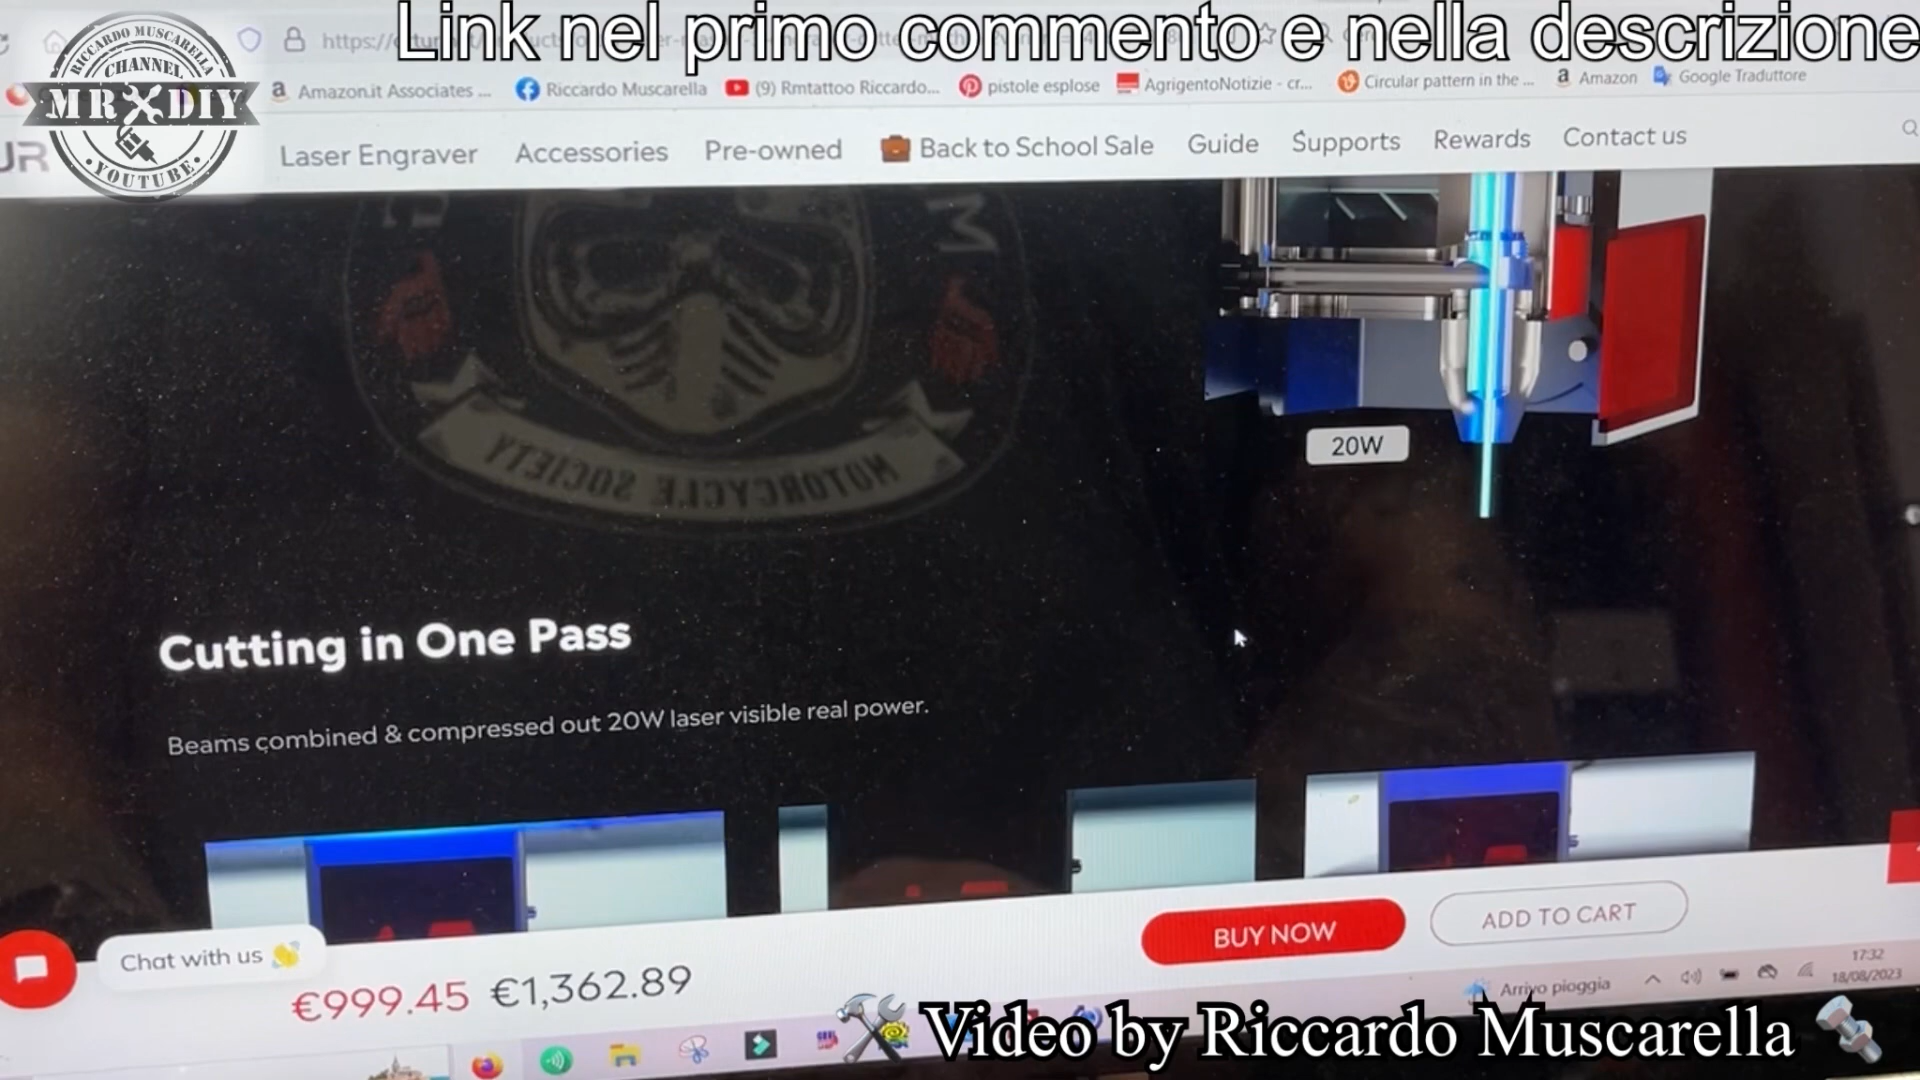 Link nel primo commento e nella descrizione
RICCARDO MUSCARELLA
CHANNEL
MR DIY
YOUTUBE
https://
Amazon.it Associates ...
Riccardo Muscarella
(9) Rmtattoo Riccardo...
pistole esplose
AgrigentoNotizie - cr...
Circular pattern in the ...
Amazon
Google Traduttore
UR
Laser Engraver
Accessories
Pre-owned
Back to School Sale
Guide
Supports
Rewards
Contact us
MOTORCYCLE SOCIETY
20W
Cutting in One Pass
Beams combined & compressed out 20W laser visible real power.
Chat with us
€999.45 €1,362.89
BUY NOW
ADD TO CART
Arrivo pioggia
17:32
18/08/2023
Video by Riccardo Muscarella